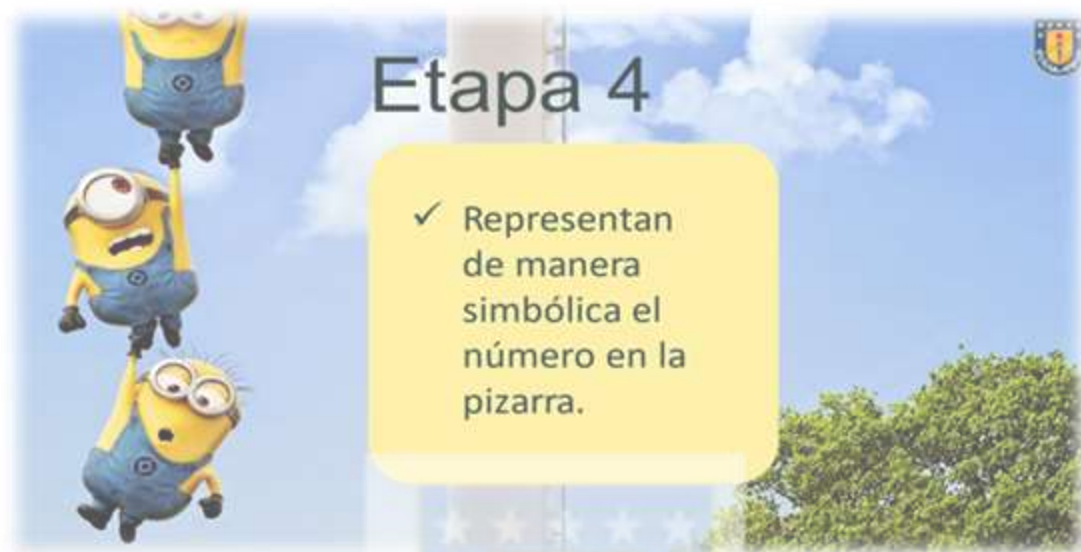 Etapa 4
✓ Representan
de manera
simbólica el
número en la
pizarra.